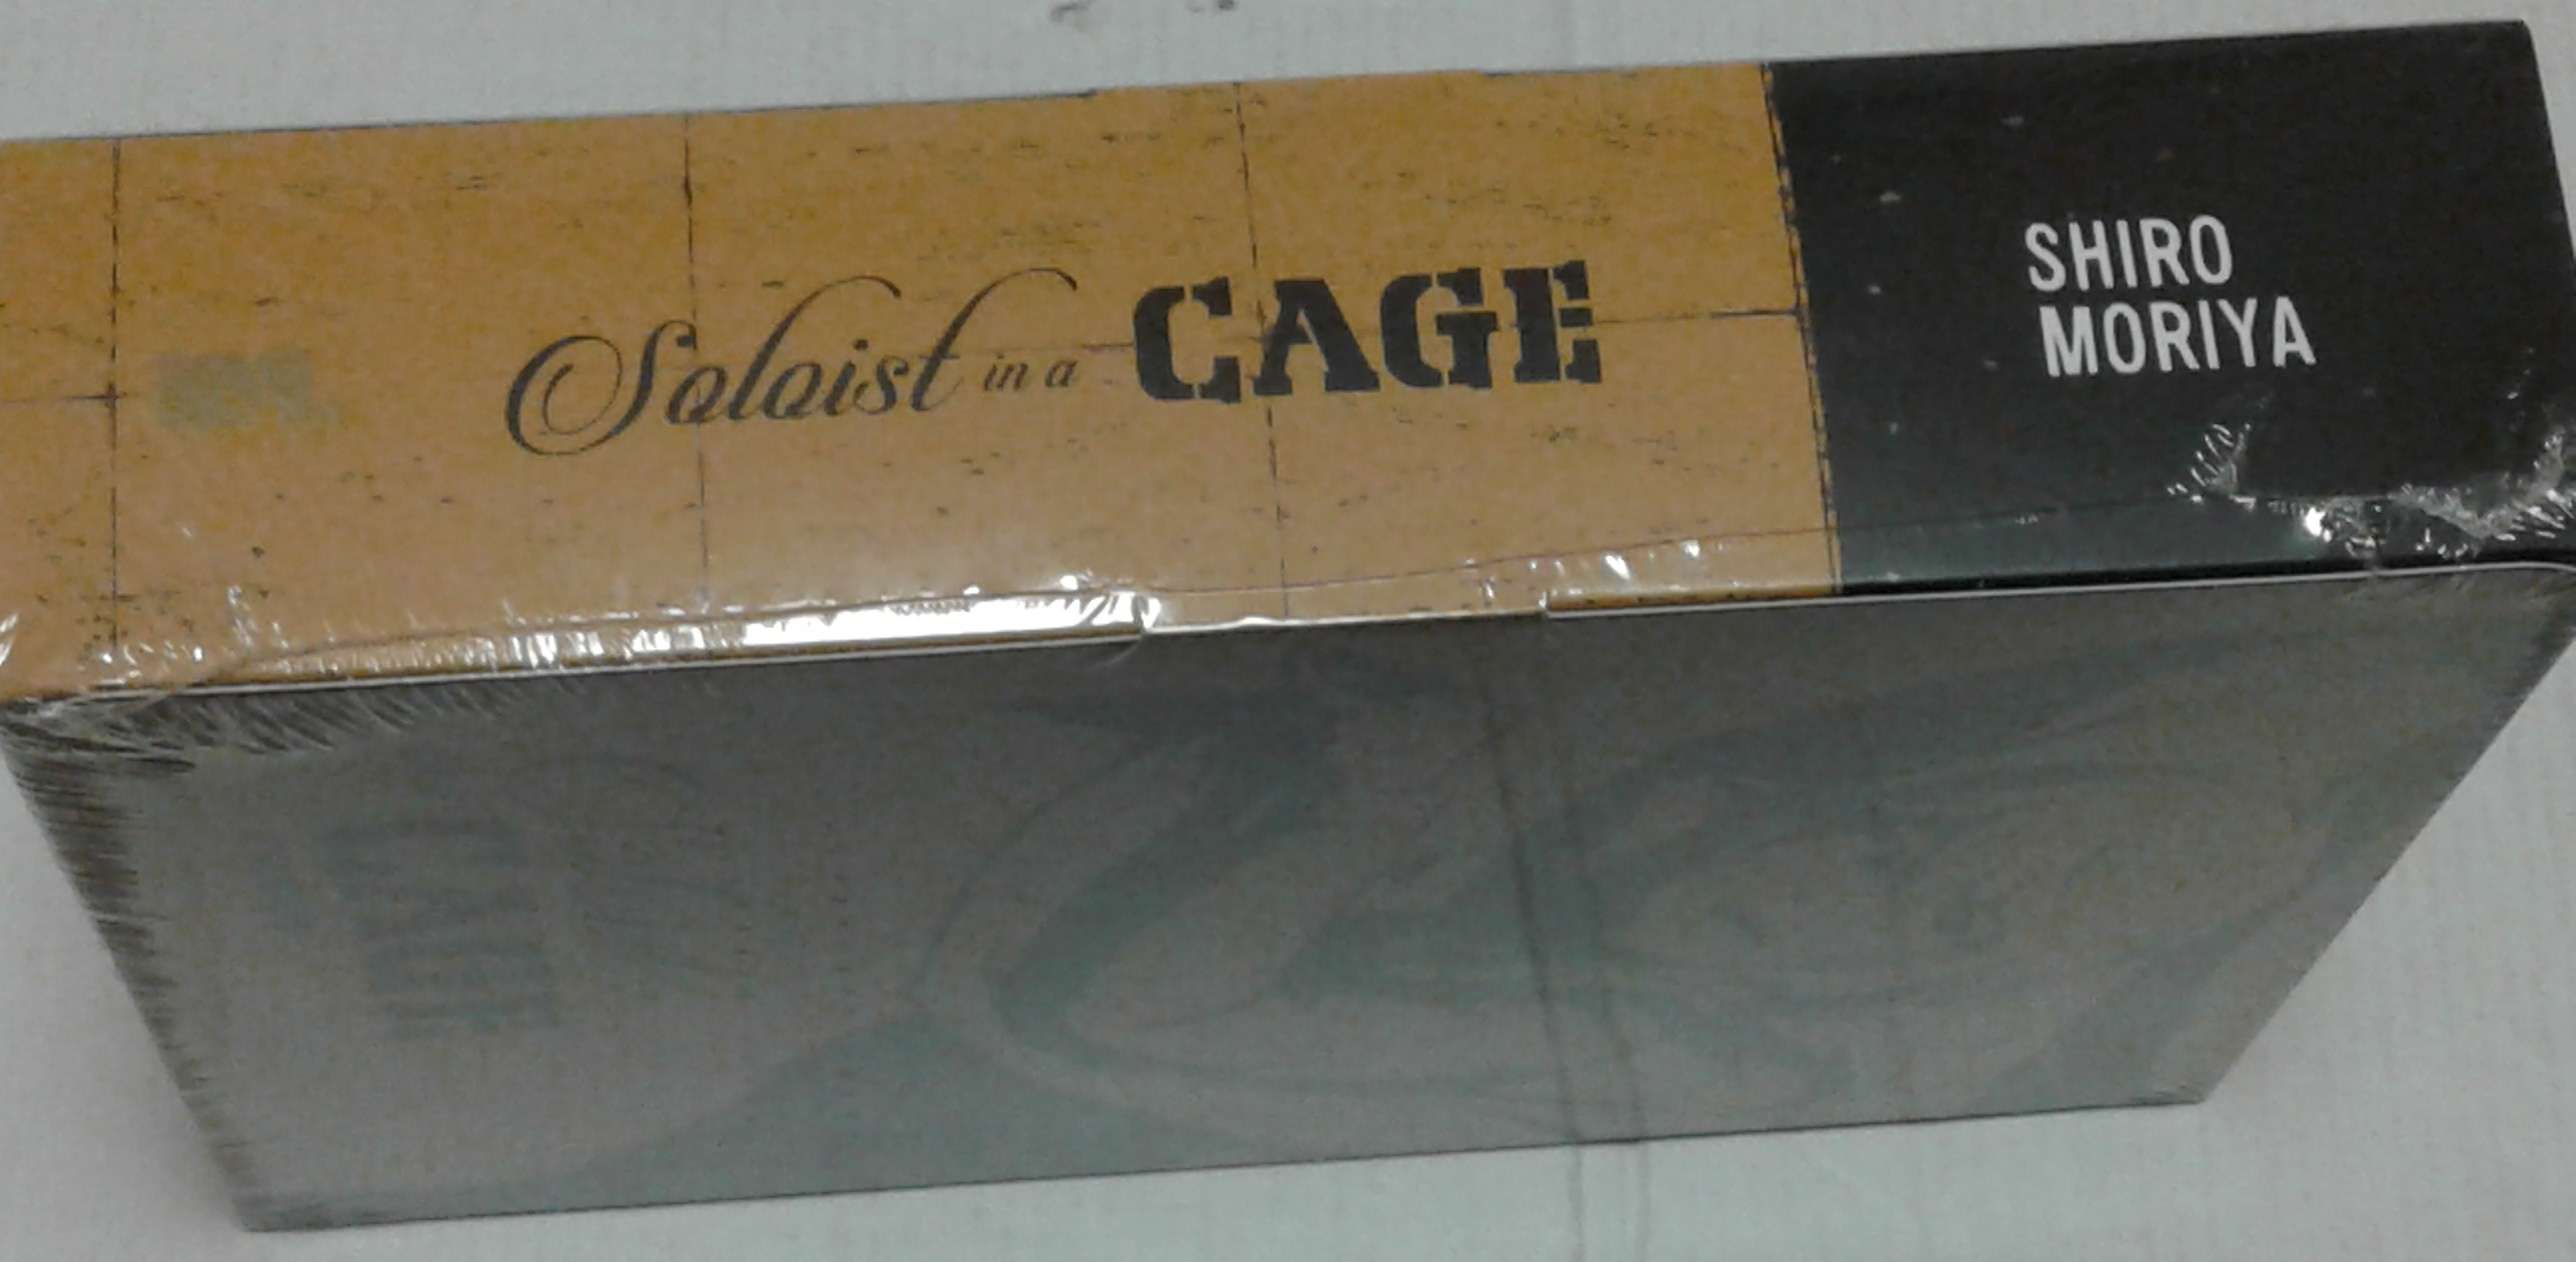 Soloist in a CAGE
SHIRO
MORIYA